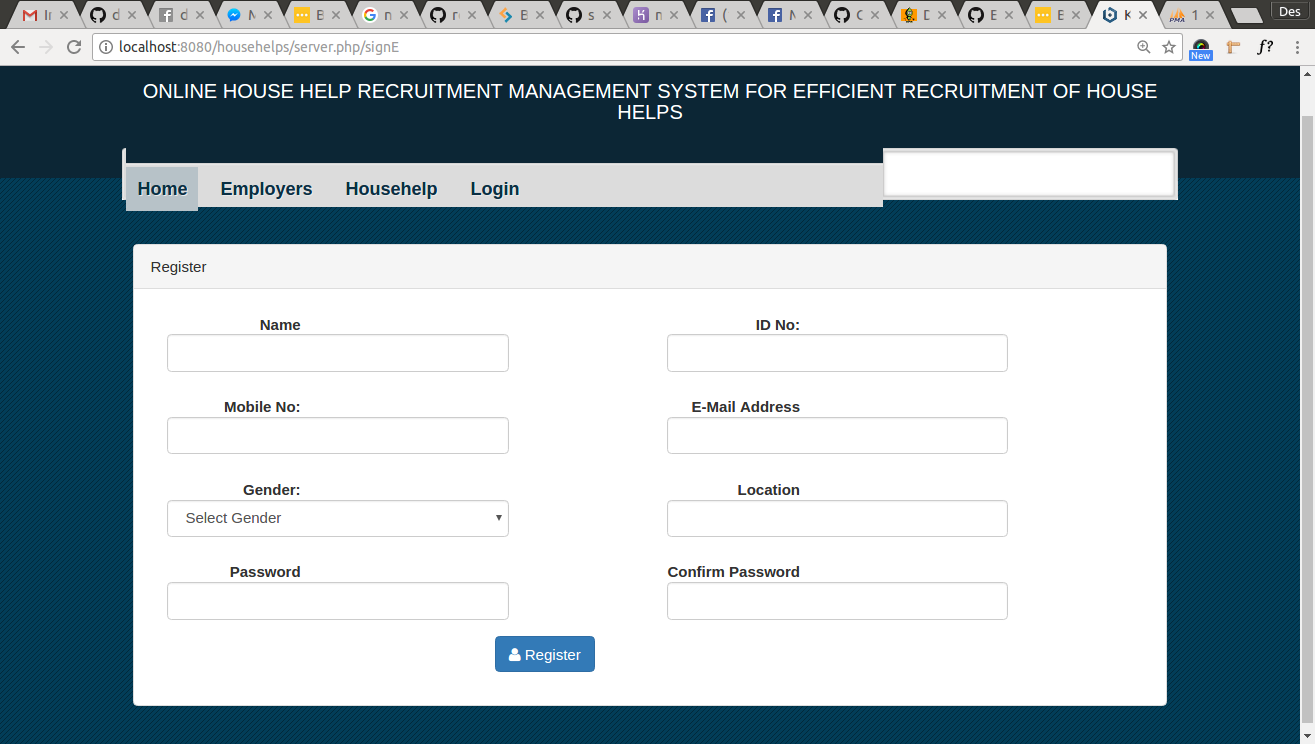 Des
localhost:8080/househelps/server.php/signE
f?
New
ONLINE HOUSE HELP RECRUITMENT MANAGEMENT SYSTEM FOR EFFICIENT RECRUITMENT OF HOUSE
HELPS
Home Employers Househelp Login
Register
Name ID No:
Mobile No: E-Mail Address
Gender: Location
Select Gender
Password Confirm Password
Register